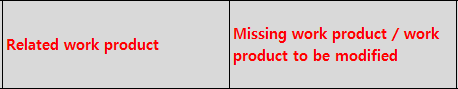 Related work product
Missing work product / work
product to be modified